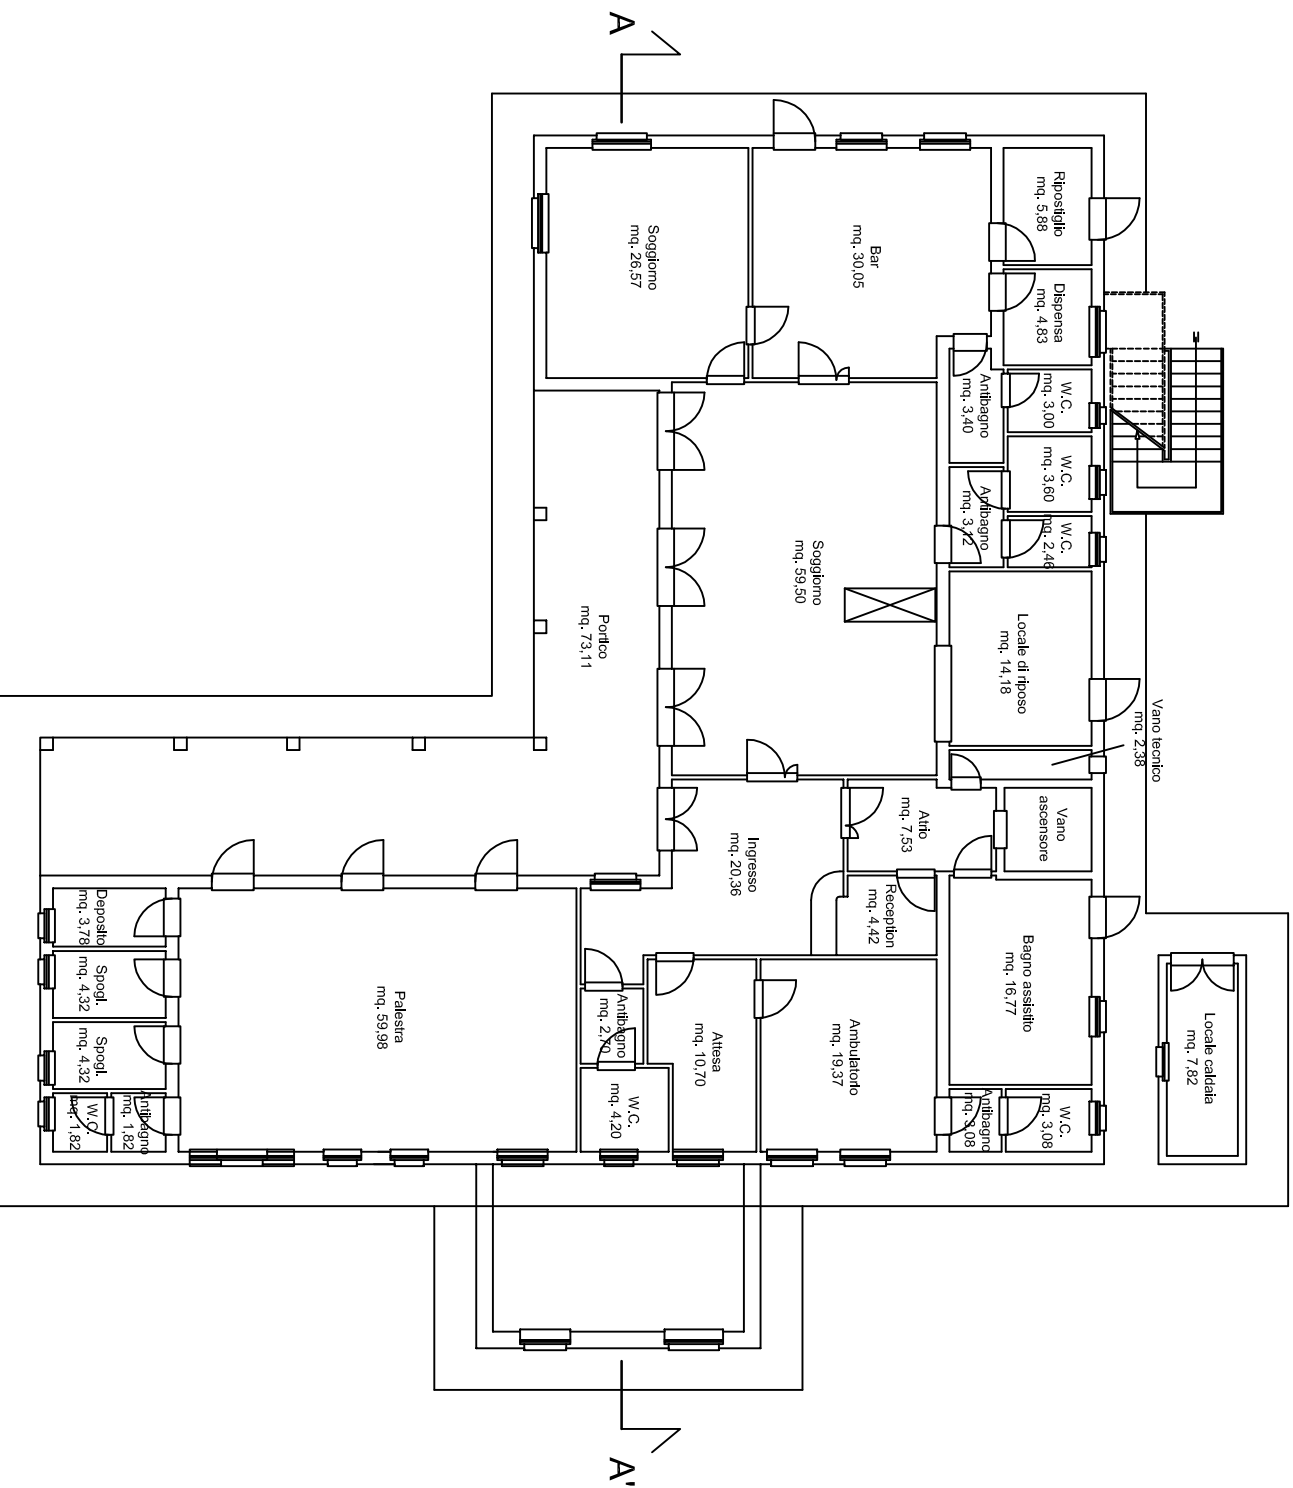 A
Ripostiglio
mq. 5,88
Soggiorno
mq. 26,57
Bar
mq. 30,05
Dispensa
mq. 4,83
Antibagno
mq. 3,40
W.C.
mq. 3,00
W.C.
mq. 3,60
Antibagno
mq. 3,12
W.C.
mq. 2,46
Soggiorno
mq. 59,50
Portico
mq. 73,11
Locale di riposo
mq. 14,18
Vano tecnico
mq. 2,38
Atrio
mq. 7,53
Vano
ascensore
Ingresso
mq. 20,36
Reception
mq. 4,42
Deposito
mq. 3,78
Spogl.
mq. 4,32
Spogl.
mq. 4,32
Antibagno
mq. 1,82
W.C.
mq. 1,82
Palestra
mq. 59,98
Antibagno
mq. 2,70
W.C.
mq. 4,20
Attesa
mq. 10,70
Ambulatorio
mq. 19,37
Bagno assistito
mq. 16,77
Antibagno
mq. 3,08
W.C.
mq. 3,08
Locale caldaia
mq. 7,82
A'